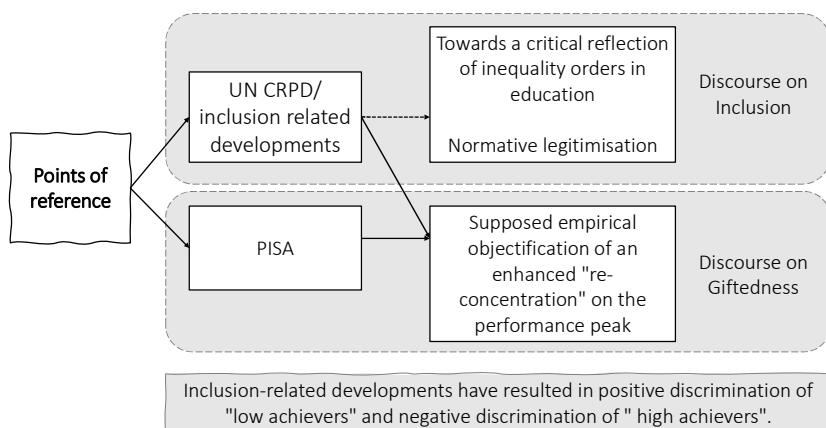 Points of
reference
UN CRPD/
inclusion related
developments
Towards a critical reflection
of inequality orders in
education
Normative legitimisation
Discourse on
Inclusion
PISA
Supposed empirical
objectification of an
enhanced "re-
concentration" on the
performance peak
Discourse on
Giftedness
Inclusion-related developments have resulted in positive discrimination of
"low achievers" and negative discrimination of " high achievers".